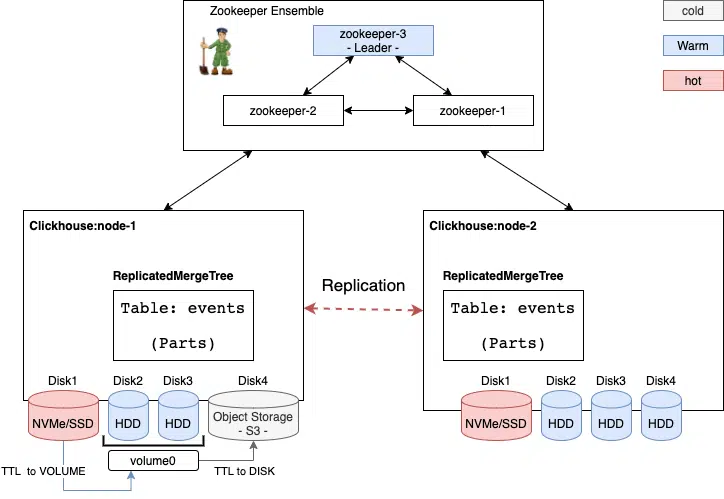 Zookeeper Ensemble
cold
zookeeper-3
- Leader -
Warm
hot
zookeeper-2
zookeeper-1
Clickhouse:node-1
Clickhouse:node-2
ReplicatedMergeTree
Table: events
(Parts)
Replication
ReplicatedMergeTree
Table: events
(Parts)
Disk1
Disk2
Disk3
Disk4
NVMe/SSD
HDD
HDD
Object Storage
- S3 -
volume0
TTL to VOLUME
TTL to DISK
Disk1
Disk2
Disk3
Disk4
NVMe/SSD
HDD
HDD
HDD